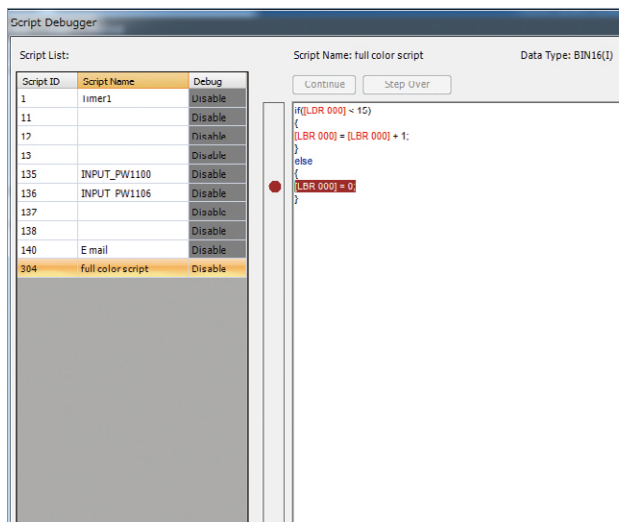 Script Debugger
Script List:
Script Name: full color script Data Type: BIN16(I)
Continue Step Over
Script ID Script Name Debug
1 Timer1 Disable
11 Disable
12 Disable
13 Disable
135 INPUT_PW1100 Disable
136 INPUT PW1106 Disable
137 Disable
138 Disable
140 E mail Disable
304 full color script Disable
if([LBR 000] < 15)
{
[LBR 000] = [LBR 000] + 1;
}
else
{
[LBR 000] = 0;
}